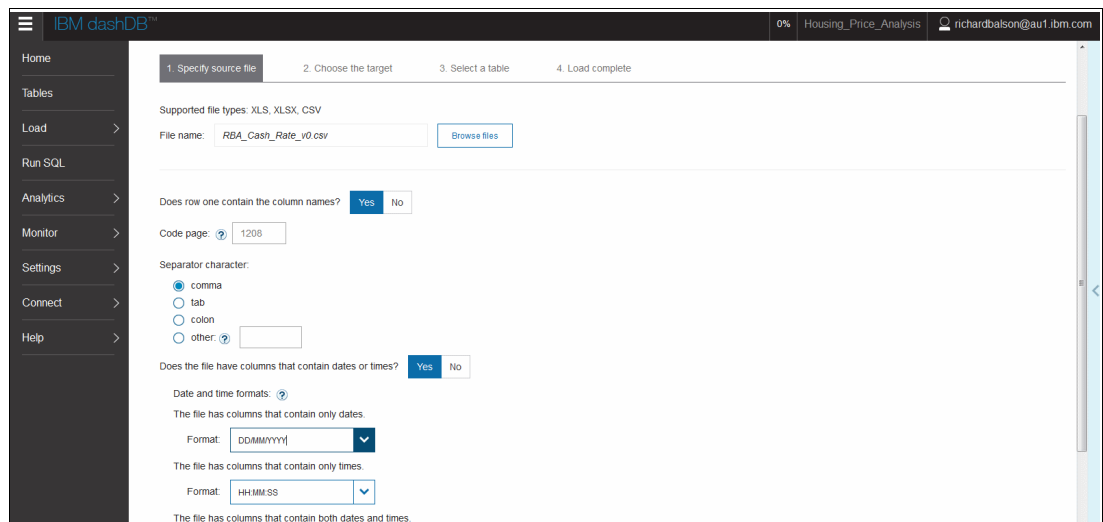 IBM dashDB™
0% Housing_Price_Analysis richardbalson@au1.ibm.com
Home
Tables
Load
Run SQL
Analytics
Monitor
Settings
Connect
Help
1. Specify source file 2. Choose the target 3. Select a table 4. Load complete
Supported file types: XLS, XLSX, CSV
File name: RBA_Cash_Rate_v0.csv Browse files
Does row one contain the column names? Yes No
Code page: ? 1208
Separator character:
comma
tab
colon
other: ?
Does the file have columns that contain dates or times? Yes No
Date and time formats: ?
The file has columns that contain only dates.
Format: DD/MM/YYYY
The file has columns that contain only times.
Format: HH:MM:SS
The file has columns that contain both dates and times.